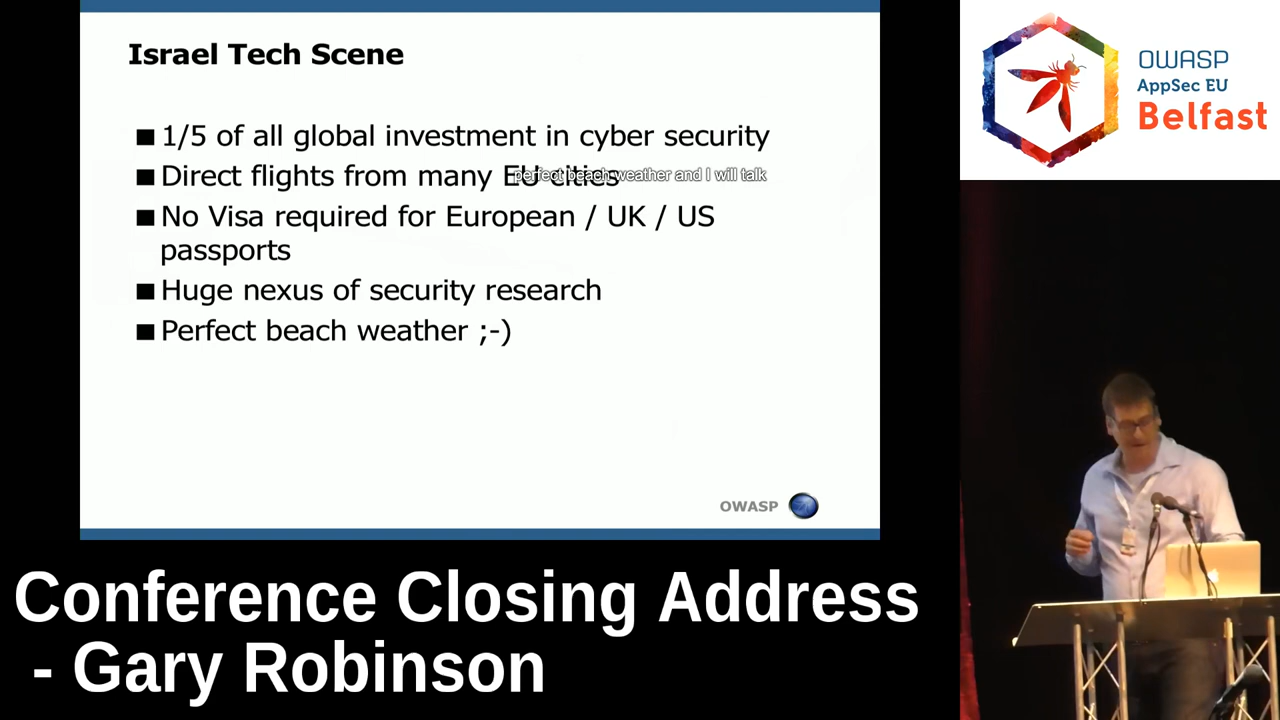 Israel Tech Scene
■ 1/5 of all global investment in cyber security
■ Direct flights from many EU cities
perfect beach weather and I will talk
■ No Visa required for European / UK / US
passports
■ Huge nexus of security research
■ Perfect beach weather ;-)
OWASP
OWASP
AppSec EU
Belfast
Conference Closing Address
- Gary Robinson